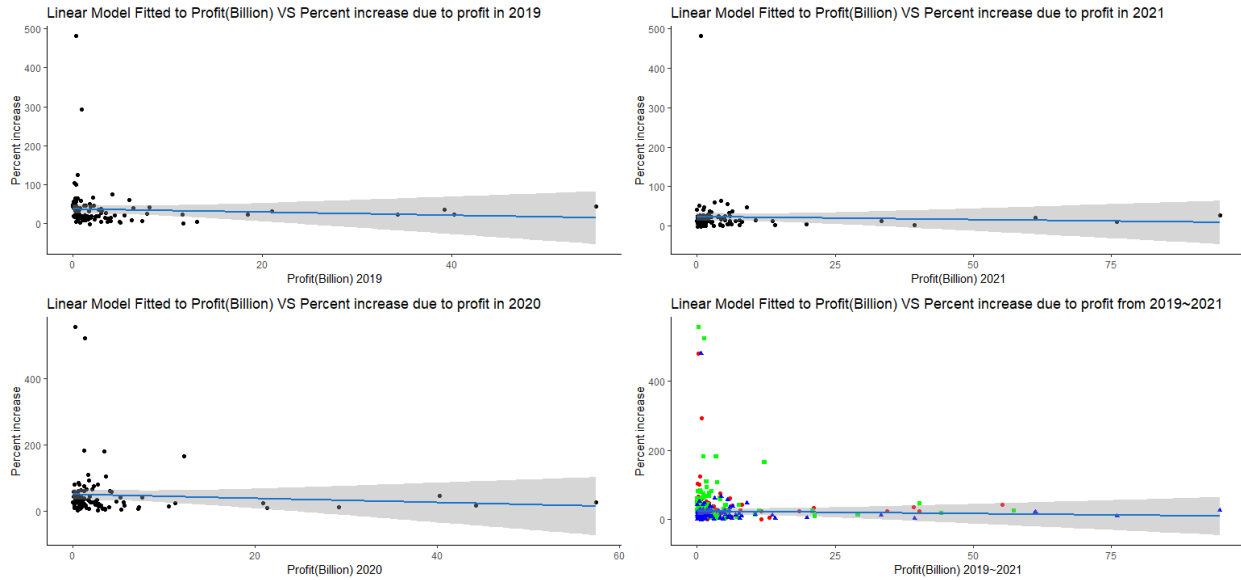 Linear Model Fitted to Profit(Billion) VS Percent increase due to profit in 2019
Percent increase
500
400
300
200
100
0
0
20
40
Profit(Billion) 2019
Linear Model Fitted to Profit(Billion) VS Percent increase due to profit in 2021
Percent increase
500
400
300
200
100
0
0
25
50
75
Profit(Billion) 2021
Linear Model Fitted to Profit(Billion) VS Percent increase due to profit in 2020
Percent increase
400
200
0
0
20
40
60
Profit(Billion) 2020
Linear Model Fitted to Profit(Billion) VS Percent increase due to profit from 2019~2021
Percent increase
400
200
0
0
25
50
75
Profit(Billion) 2019~2021